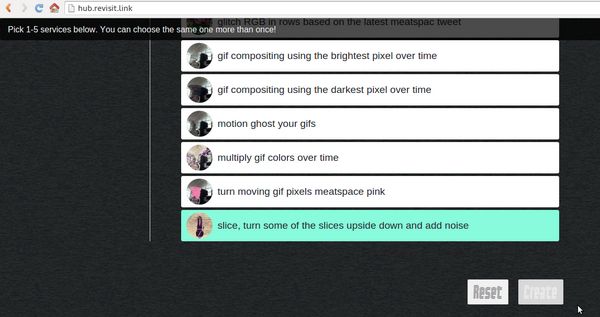 hub.revisit.link
glitch RGB in rows based on the latest meatspac tweet
Pick 1-5 services below. You can choose the same one more than once!
gif compositing using the brightest pixel over time
gif compositing using the darkest pixel over time
motion ghost your gifs
multiply gif colors over time
turn moving gif pixels meatspace pink
slice, turn some of the slices upside down and add noise
Reset Create